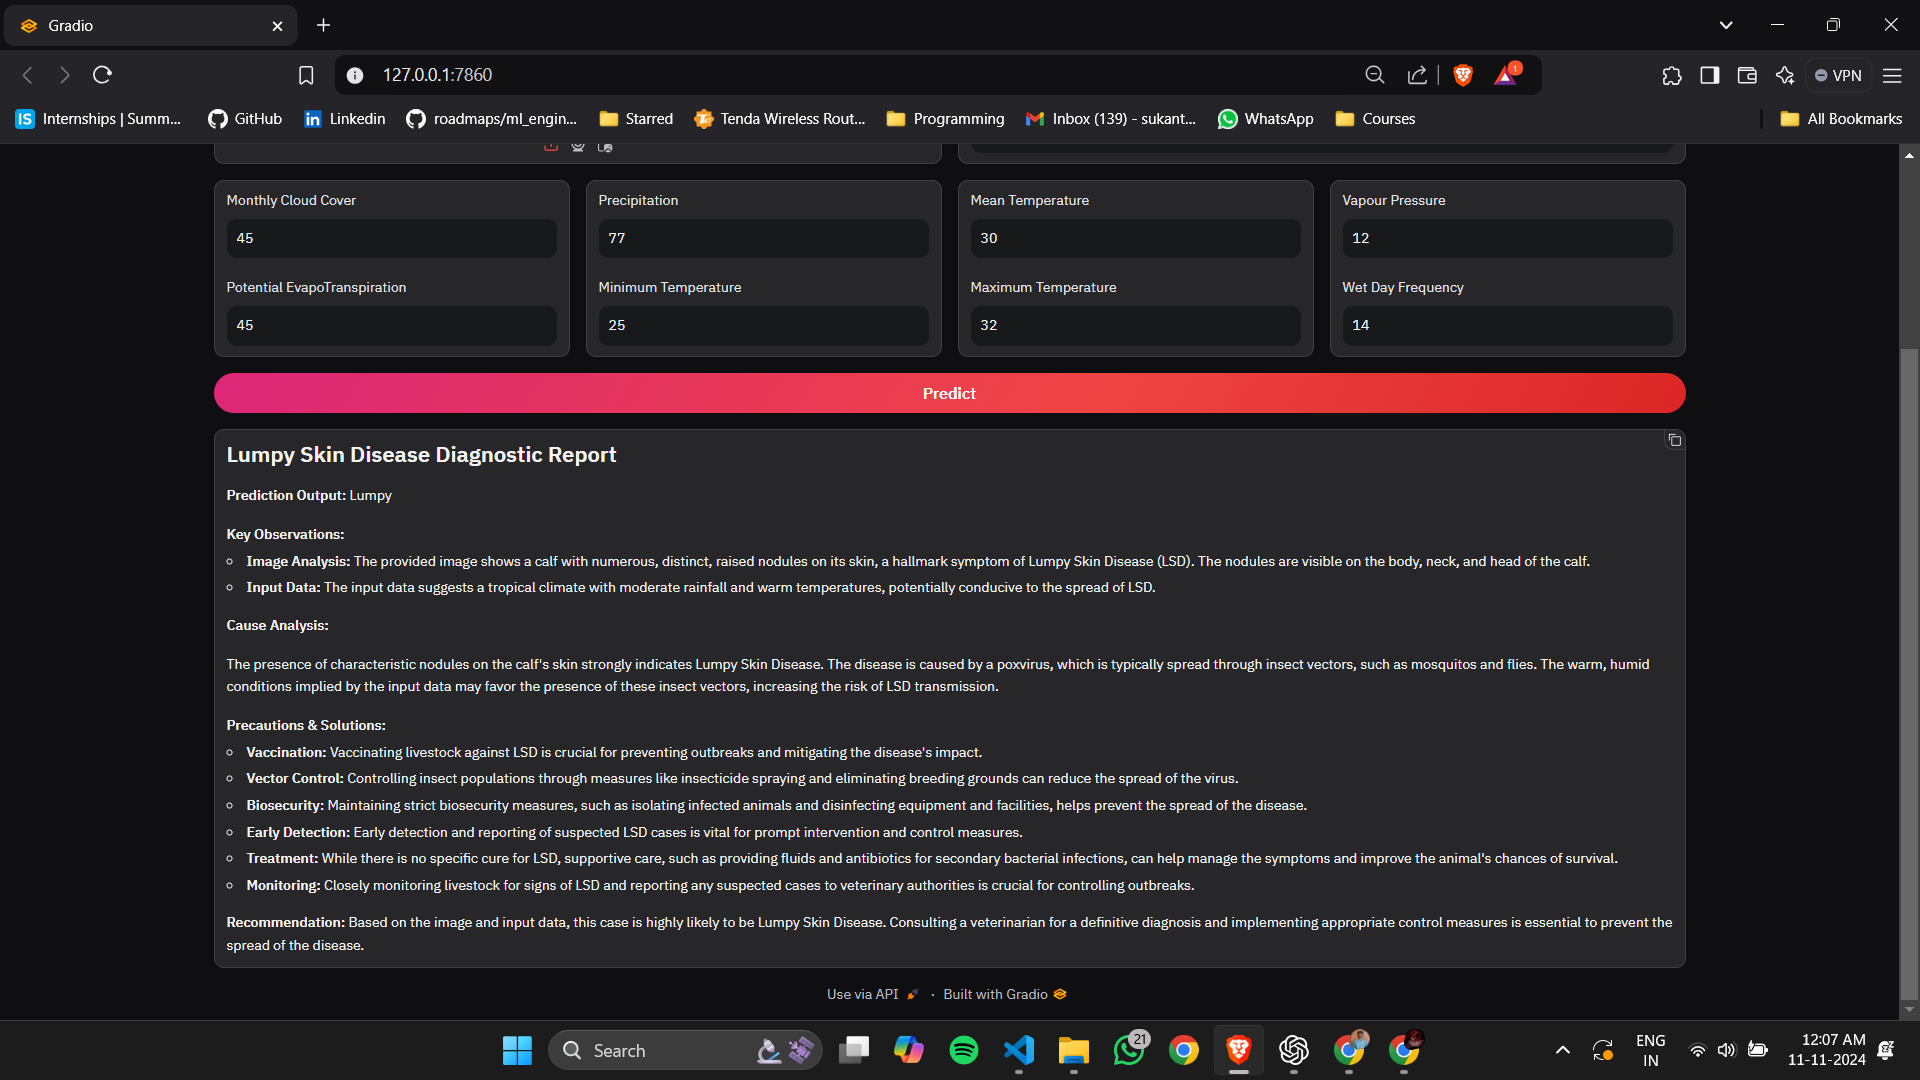 Gradio
127.0.0.1:7860
1
VPN
IS Internships | Summ...
GitHub
in Linkedin
roadmaps/ml_engin...
Starred
Tenda Wireless Rout...
Programming
Inbox (139) - sukant...
WhatsApp
Courses
All Bookmarks
Monthly Cloud Cover
45
Precipitation
77
Mean Temperature
30
Vapour Pressure
12
Potential EvapoTranspiration
45
Minimum Temperature
25
Maximum Temperature
32
Wet Day Frequency
14
Predict
Lumpy Skin Disease Diagnostic Report
Prediction Output: Lumpy
Key Observations:
Image Analysis: The provided image shows a calf with numerous, distinct, raised nodules on its skin, a hallmark symptom of Lumpy Skin Disease (LSD). The nodules are visible on the body, neck, and head of the calf.
Input Data: The input data suggests a tropical climate with moderate rainfall and warm temperatures, potentially conducive to the spread of LSD.
Cause Analysis:
The presence of characteristic nodules on the calf's skin strongly indicates Lumpy Skin Disease. The disease is caused by a poxvirus, which is typically spread through insect vectors, such as mosquitos and flies. The warm, humid
conditions implied by the input data may favor the presence of these insect vectors, increasing the risk of LSD transmission.
Precautions & Solutions:
Vaccination: Vaccinating livestock against LSD is crucial for preventing outbreaks and mitigating the disease's impact.
Vector Control: Controlling insect populations through measures like insecticide spraying and eliminating breeding grounds can reduce the spread of the virus.
Biosecurity: Maintaining strict biosecurity measures, such as isolating infected animals and disinfecting equipment and facilities, helps prevent the spread of the disease.
Early Detection: Early detection and reporting of suspected LSD cases is vital for prompt intervention and control measures.
Treatment: While there is no specific cure for LSD, supportive care, such as providing fluids and antibiotics for secondary bacterial infections, can help manage the symptoms and improve the animal's chances of survival.
Monitoring: Closely monitoring livestock for signs of LSD and reporting any suspected cases to veterinary authorities is crucial for controlling outbreaks.
Recommendation: Based on the image and input data, this case is highly likely to be Lumpy Skin Disease. Consulting a veterinarian for a definitive diagnosis and implementing appropriate control measures is essential to prevent the
spread of the disease.
Use via API · Built with Gradio
Search
21
ENG
IN
12:07 AM
11-11-2024